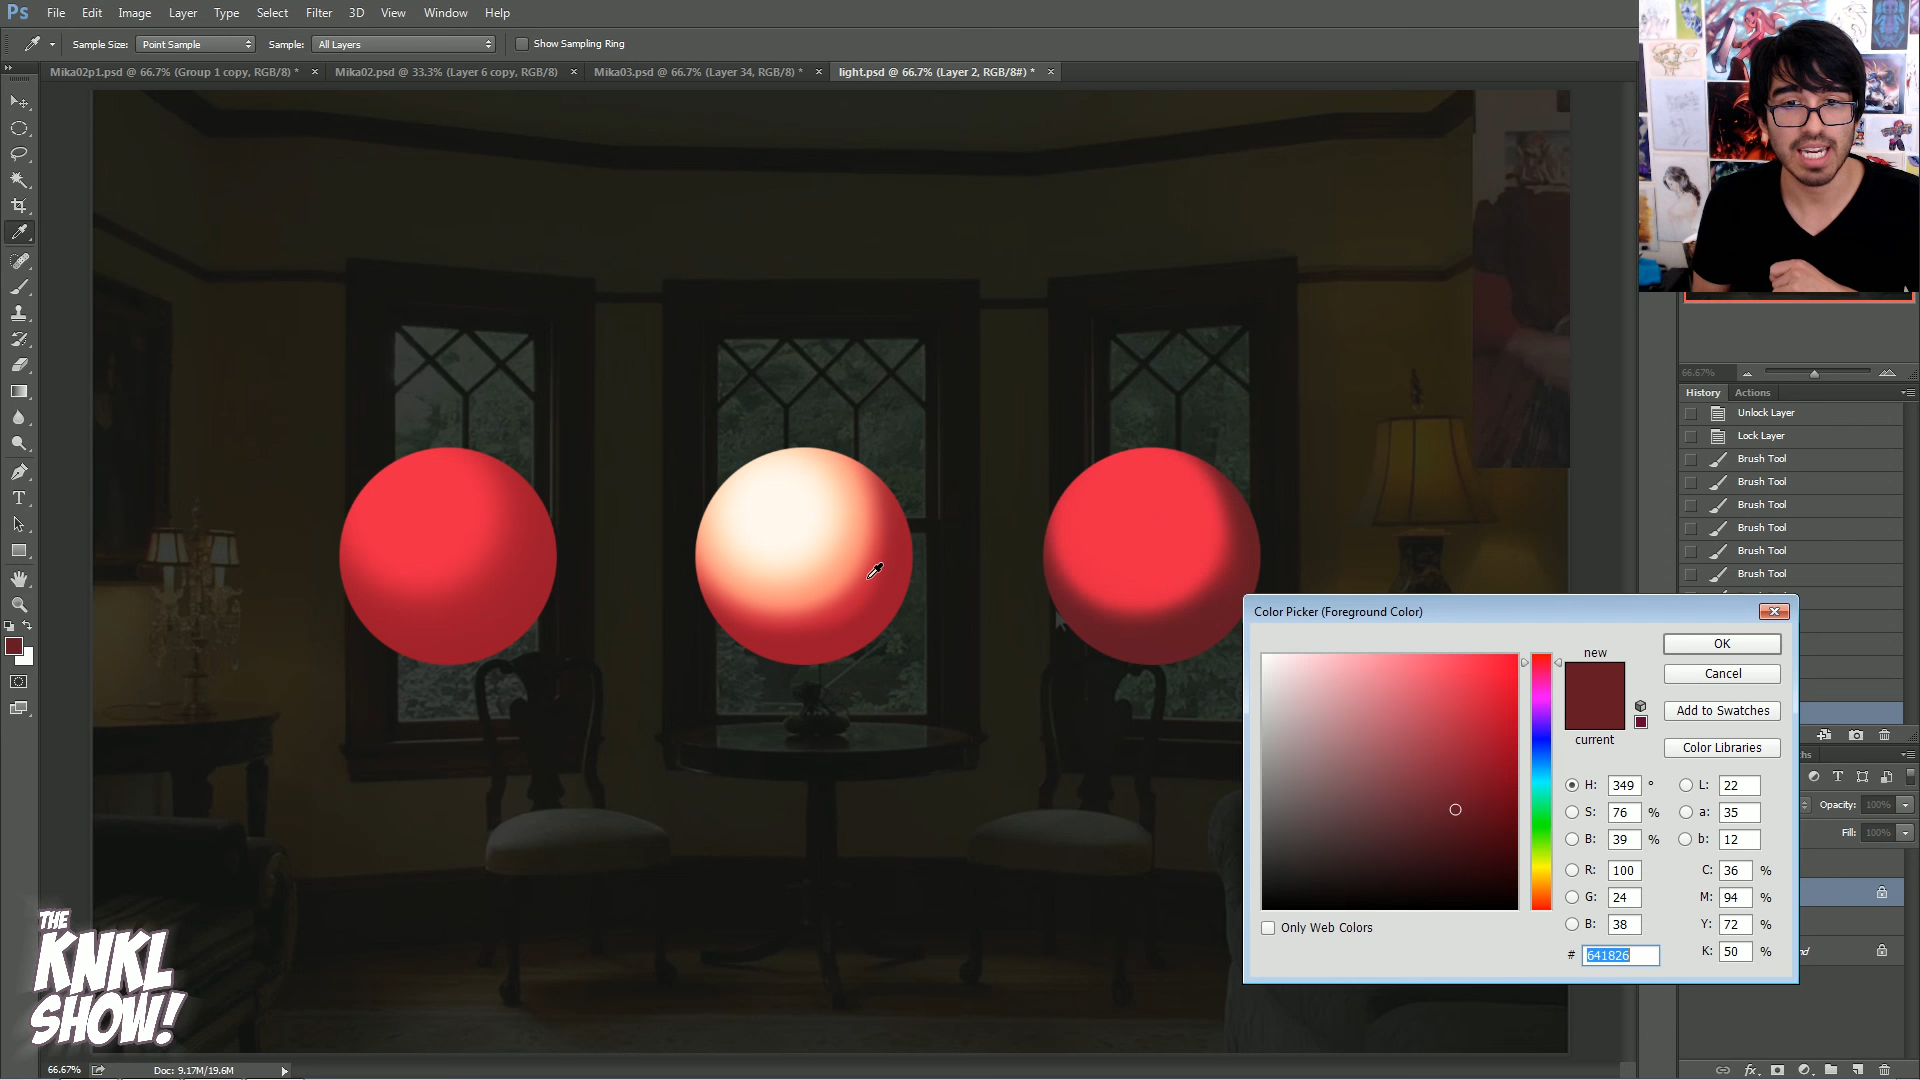 Ps File Edit Image Layer Type Select Filter 3D View Window Help
Sample Size: Point Sample Sample: All Layers Show Sampling Ring
Mika02p1.psd @ 66.7% (Group 1 copy, RGB/8) * × Mika02.psd @ 33.3% (Layer 6 copy, RGB/8) × Mika03.psd @ 66.7% (Layer 34, RGB/8) * × light.psd @ 66.7% (Layer 2, RGB/8#) * ×
66.67%
History Actions
Unlock Layer
Lock Layer
Brush Tool
Brush Tool
Brush Tool
Brush Tool
Brush Tool
Brush Tool
Color Picker (Foreground Color)
new
current
OK
Cancel
Add to Swatches
Color Libraries
H: 349 ° L: 22
S: 76 % a: 35
B: 39 % b: 12
R: 100 C: 36 %
G: 24 M: 94 %
B: 38 Y: 72 %
# 641826 K: 50 %
Only Web Colors
Opacity: 100%
Fill: 100%
THE
KNKL
SHOW!
66.67% Doc: 9.17M/19.6M